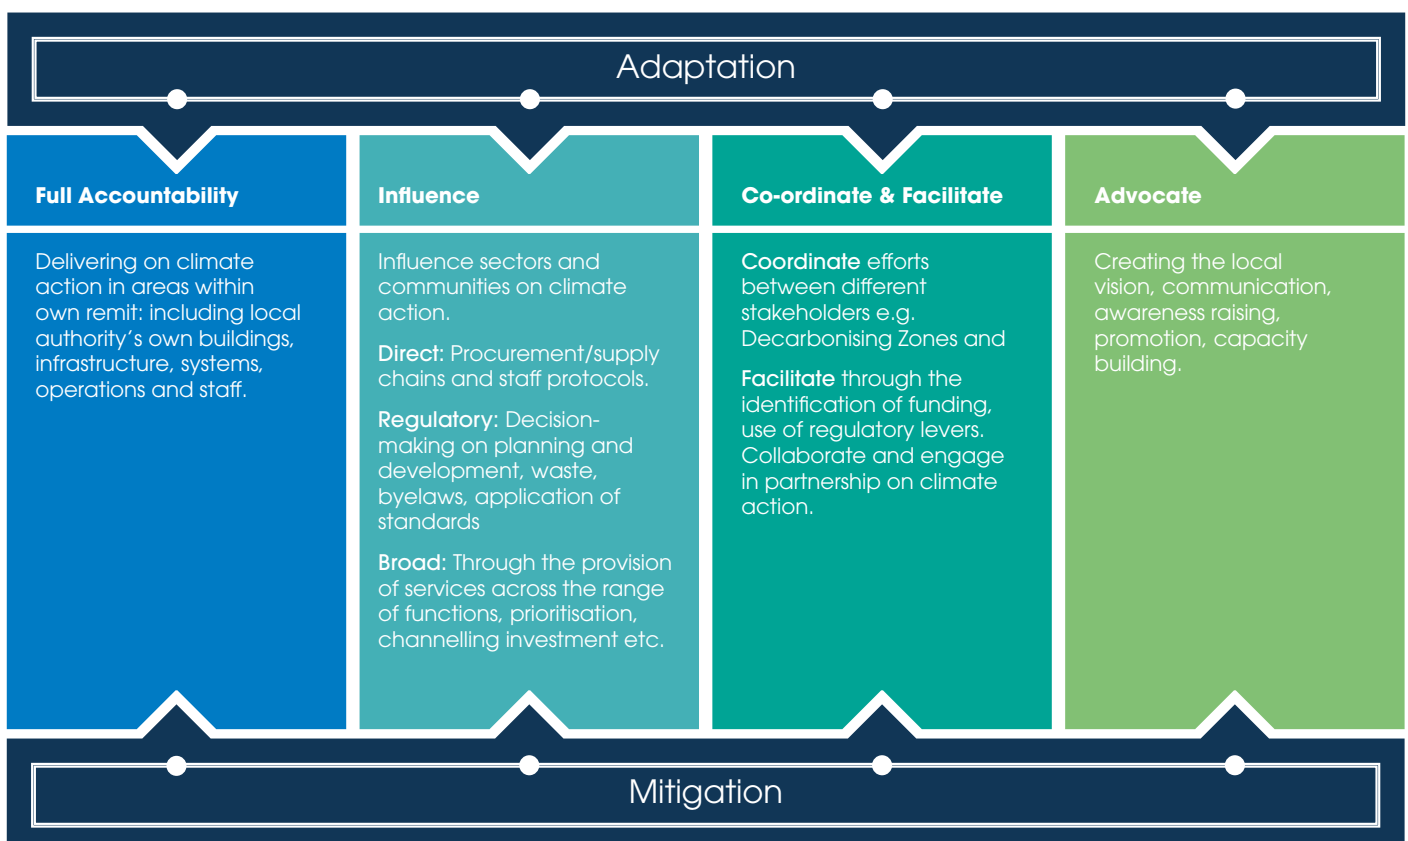 Adaptation
Full Accountability
Delivering on climate
action in areas within
own remit: including local
authority's own buildings,
infrastructure, systems,
operations and staff.
Influence
Influence sectors and
communities on climate
action.
Direct: Procurement/supply
chains and staff protocols.
Regulatory: Decision-
making on planning and
development, waste,
byelaws, application of
standards
Broad: Through the provision
of services across the range
of functions, prioritisation,
channelling investment etc.
Co-ordinate & Facilitate
Coordinate efforts
between different
stakeholders e.g.
Decarbonising Zones and
Facilitate through the
identification of funding,
use of regulatory levers.
Collaborate and engage
in partnership on climate
action.
Advocate
Creating the local
vision, communication,
awareness raising,
promotion, capacity
building.
Mitigation